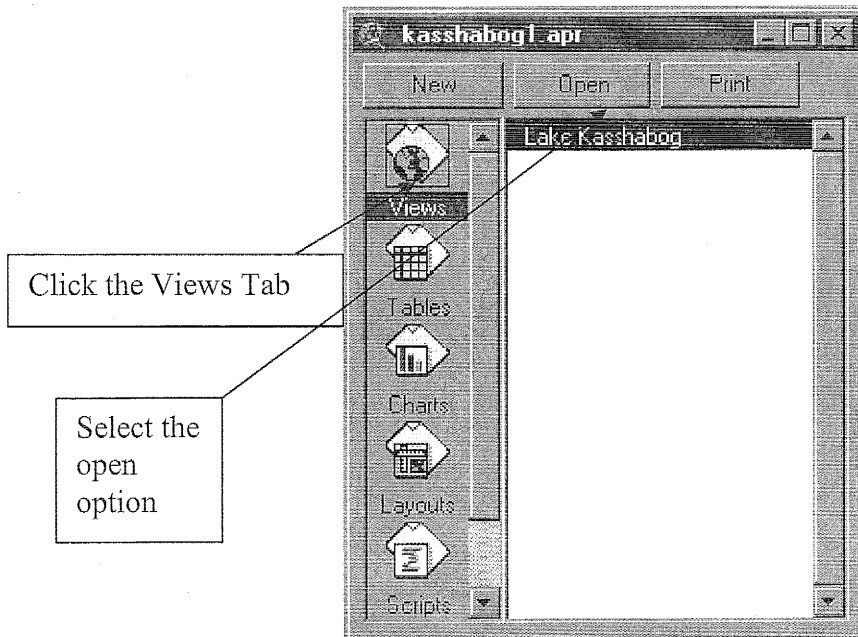 kasshabog1.apr
New Open Print
Lake Kasshabog
Views
Click the Views Tab
Tables
Charts
Select the
open
option
Layouts
Scripts